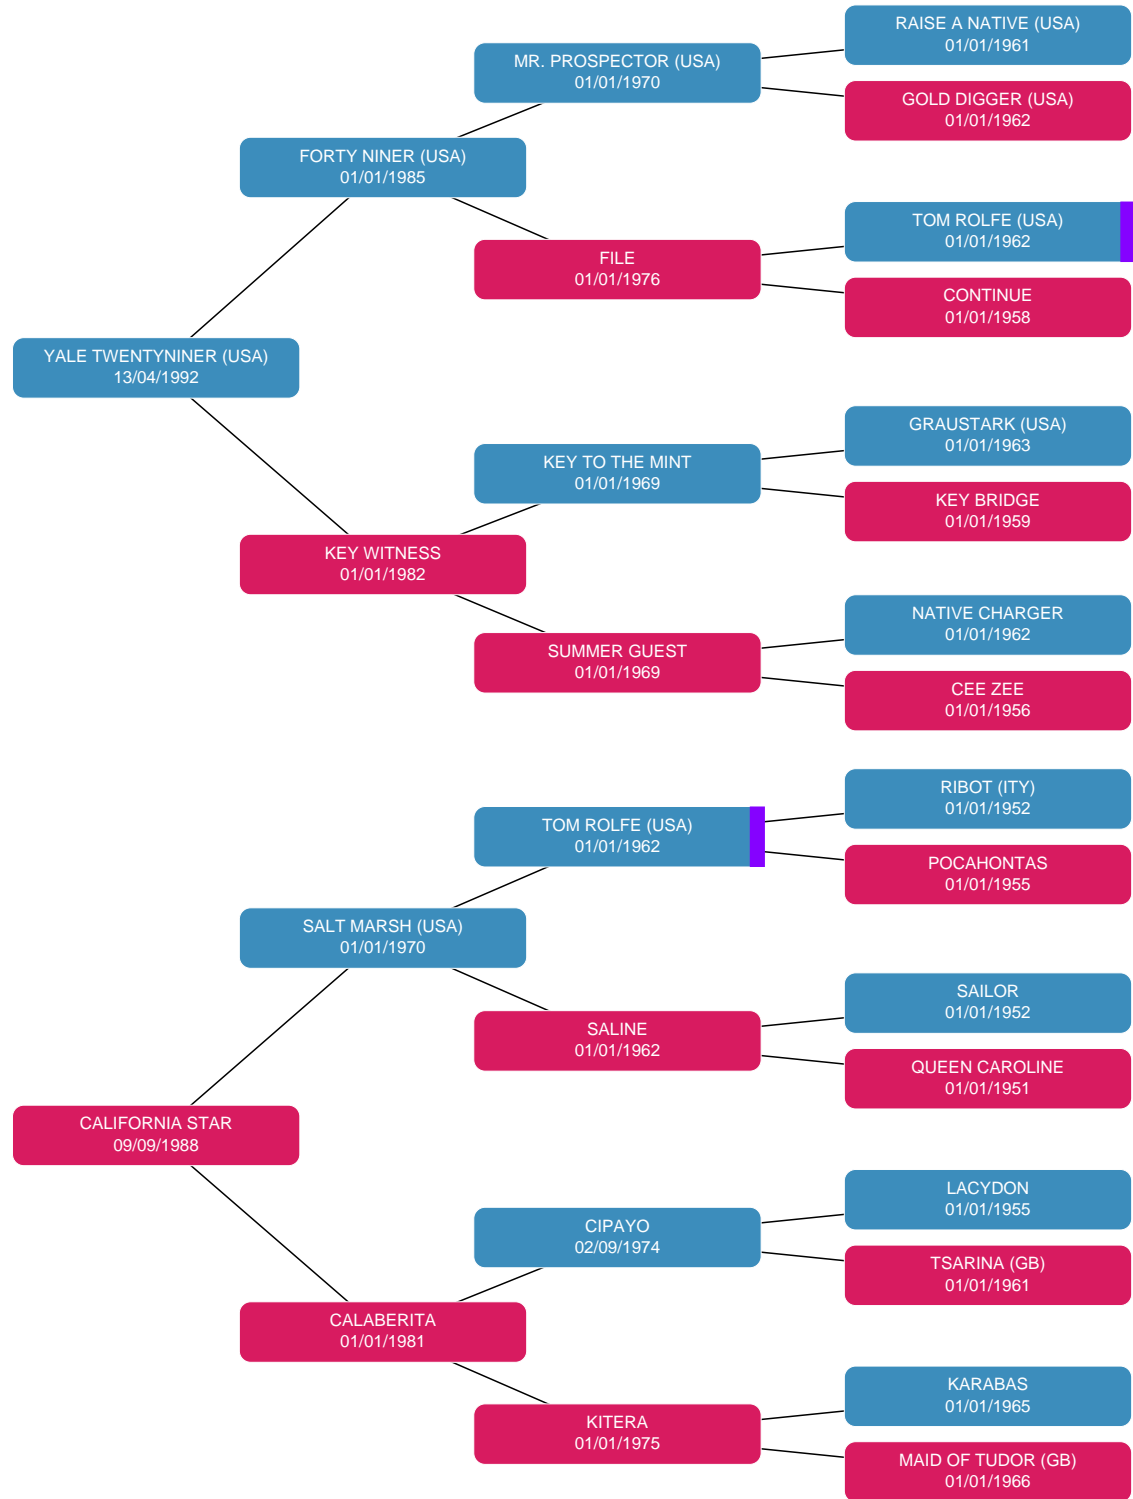 RAISE A NATIVE (USA)
01/01/1961
MR. PROSPECTOR (USA)
01/01/1970
GOLD DIGGER (USA)
01/01/1962
FORTY NINER (USA)
01/01/1985
TOM ROLFE (USA)
01/01/1962
FILE
01/01/1976
CONTINUE
01/01/1958
YALE TWENTYNINER (USA)
13/04/1992
GRAUSTARK (USA)
01/01/1963
KEY TO THE MINT
01/01/1969
KEY BRIDGE
01/01/1959
KEY WITNESS
01/01/1982
NATIVE CHARGER
01/01/1962
SUMMER GUEST
01/01/1969
CEE ZEE
01/01/1956
RIBOT (ITY)
01/01/1952
TOM ROLFE (USA)
01/01/1962
POCAHONTAS
01/01/1955
SALT MARSH (USA)
01/01/1970
SAILOR
01/01/1952
SALINE
01/01/1962
QUEEN CAROLINE
01/01/1951
CALIFORNIA STAR
09/09/1988
LACYDON
01/01/1955
CIPAYO
02/09/1974
TSARINA (GB)
01/01/1961
CALABERITA
01/01/1981
KARABAS
01/01/1965
KITERA
01/01/1975
MAID OF TUDOR (GB)
01/01/1966